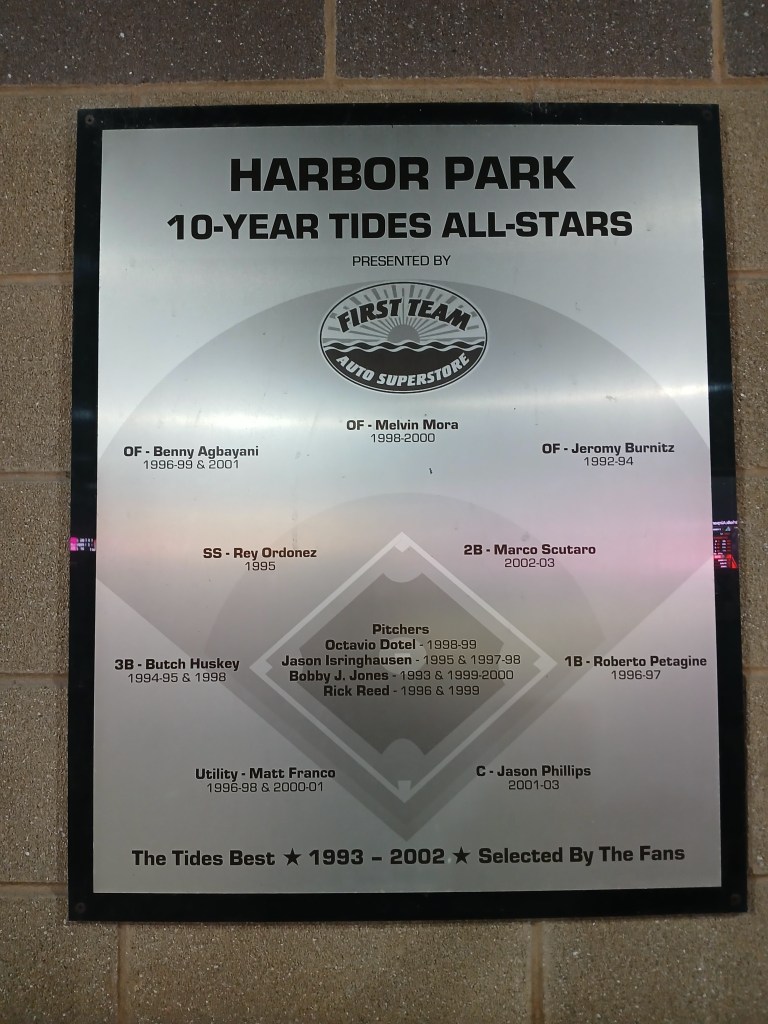 HARBOR PARK
10-YEAR TIDES ALL-STARS
PRESENTED BY
FIRST TEAM
AUTO SUPERSTORE
OF - Melvin Mora
1998-2000
OF - Benny Agbayani
1996-99 & 2001
OF - Jeromy Burnitz
1992-94
SS - Rey Ordonez
1995
2B - Marco Scutaro
2002-03
Pitchers
Octavio Dotel - 1998-99
Jason Isringhausen - 1995 & 1997-98
Bobby J. Jones - 1993 & 1999-2000
Rick Reed - 1996 & 1999
3B - Butch Huskey
1994-95 & 1998
1B - Roberto Petagine
1996-97
Utility - Matt Franco
1996-98 & 2000-01
C - Jason Phillips
2001-03
The Tides Best ★ 1993 – 2002 ★ Selected By The Fans